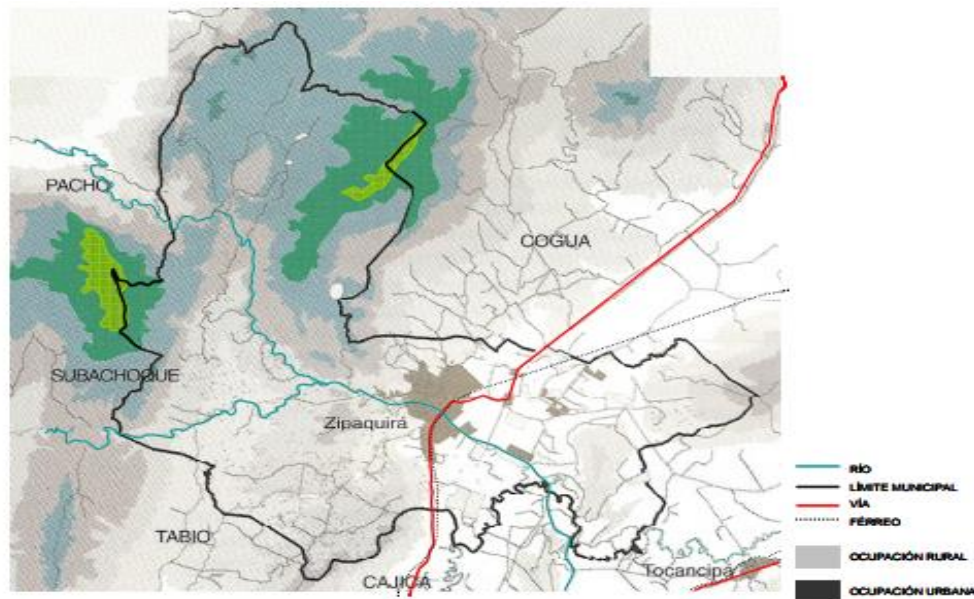 PACHO
COGUA
SUBACHOQUE
Zipaquirá
TABIO
CAJICÁ
Tocancipá
RÍO
LÍMITE MUNICIPAL
VÍA
FÉRREO
OCUPACIÓN RURAL
OCUPACIÓN URBANA